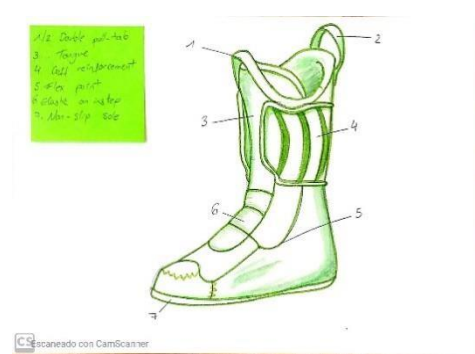 1/2 Double pull-tab
3. Tongue
4 Calf reinforcement
5 Flex point
6 Elastic on instep
7. Non-slip sole
1
2
3
4
5
6
7
CS Escaneado con CamScanner